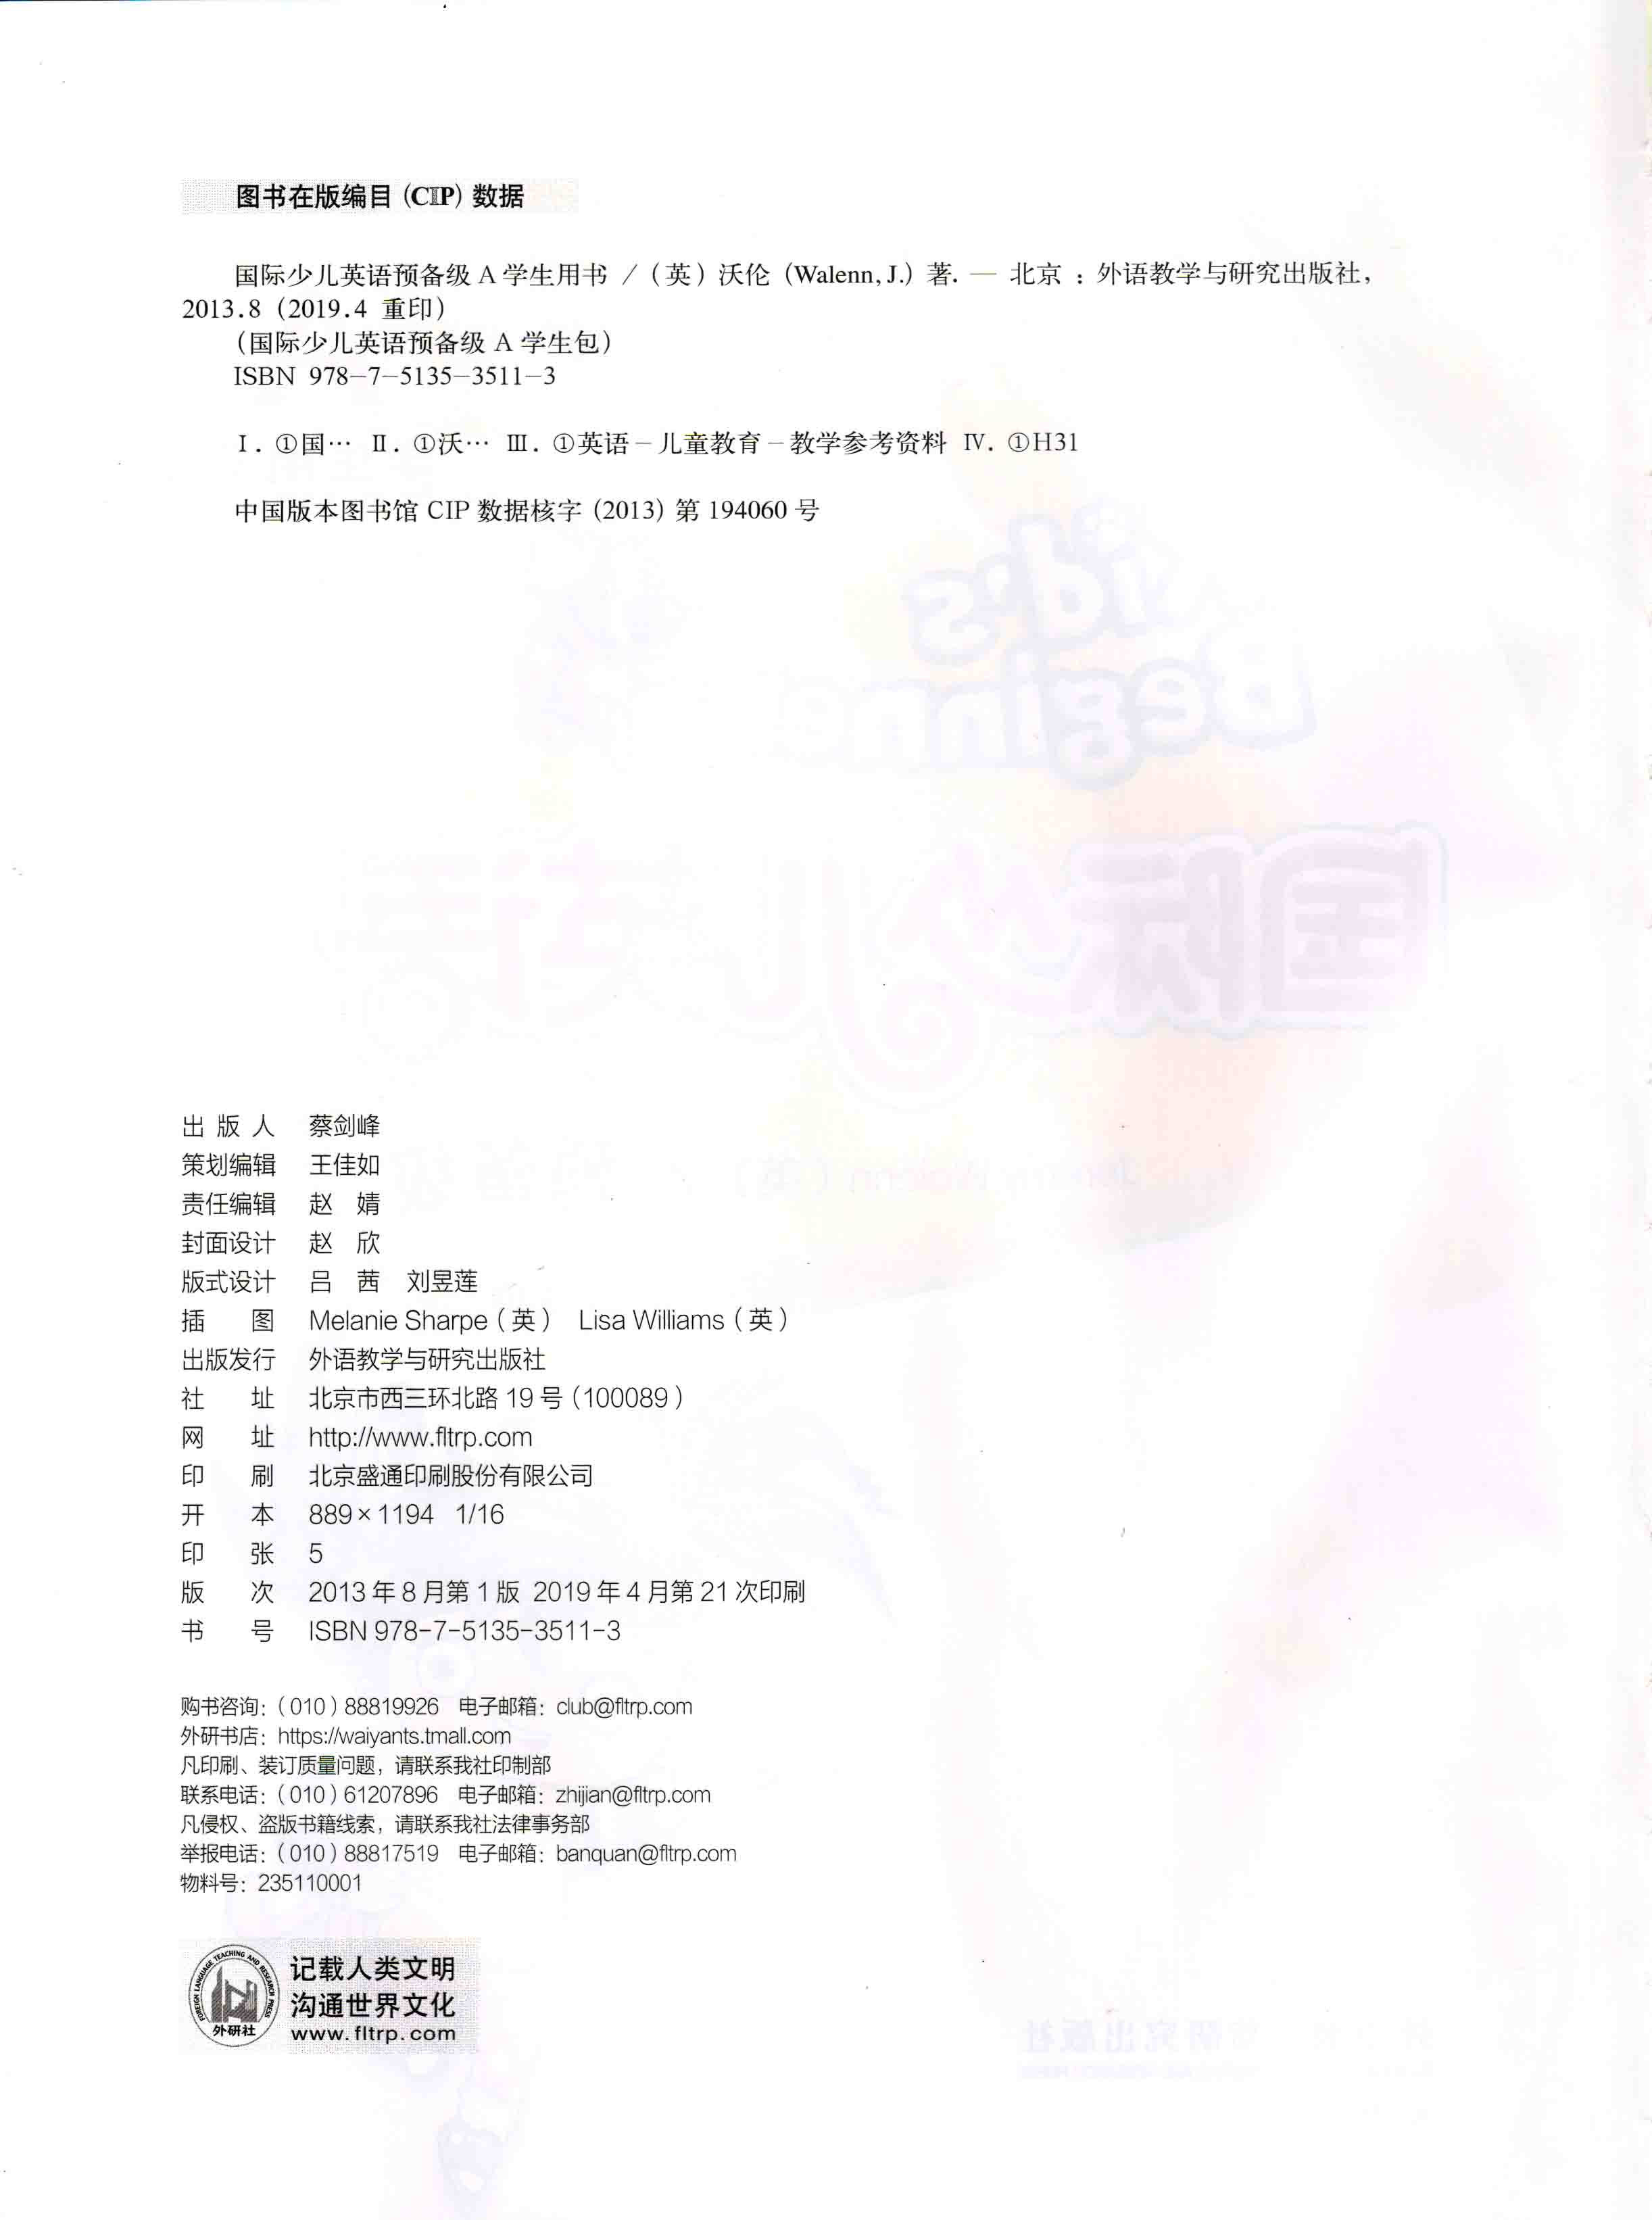 图书在版编目(CIP)数据
国际少儿英语预备级 A 学生用书 /（英）沃伦 (Walenn, J.) 著. — 北京 : 外语教学与研究出版社,
2013.8 (2019.4 重印)
(国际少儿英语预备级 A 学生包)
ISBN 978-7-5135-3511-3
Ⅰ. ①国… Ⅱ. ①沃… Ⅲ. ①英语－儿童教育－教学参考资料 Ⅳ. ①H31
中国版本图书馆 CIP 数据核字 (2013) 第 194060 号
出版人 蔡剑峰
策划编辑 王佳如
责任编辑 赵 婧
封面设计 赵 欣
版式设计 吕 茜 刘昱莲
插 图 Melanie Sharpe（英） Lisa Williams（英）
出版发行 外语教学与研究出版社
社 址 北京市西三环北路 19 号（100089）
网 址 http://www.fltrp.com
印 刷 北京盛通印刷股份有限公司
开 本 889×1194 1/16
印 张 5
版 次 2013 年 8 月第 1 版 2019 年 4 月第 21 次印刷
书 号 ISBN 978-7-5135-3511-3
购书咨询：（010）88819926 电子邮箱：club@fltrp.com
外研书店：https://waiyants.tmall.com
凡印刷、装订质量问题，请联系我社印制部
联系电话：（010）61207896 电子邮箱：zhijian@fltrp.com
凡侵权、盗版书籍线索，请联系我社法律事务部
举报电话：（010）88817519 电子邮箱：banquan@fltrp.com
物料号：235110001
FOREIGN LANGUAGE TEACHING AND RESEARCH PRESS
外研社
记载人类文明
沟通世界文化
www.fltrp.com